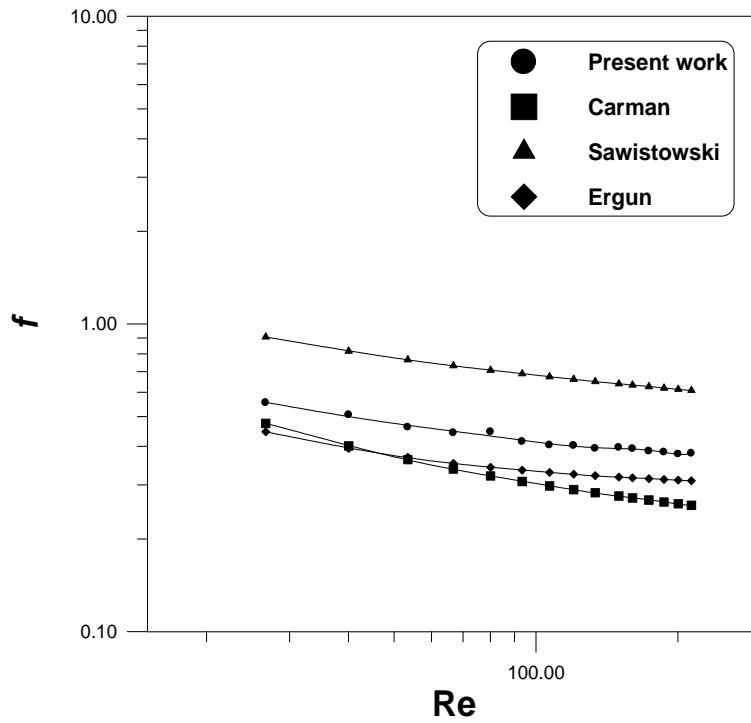 10.00
Present work
Carman
Sawistowski
Ergun
1.00
f
0.10
100.00
Re